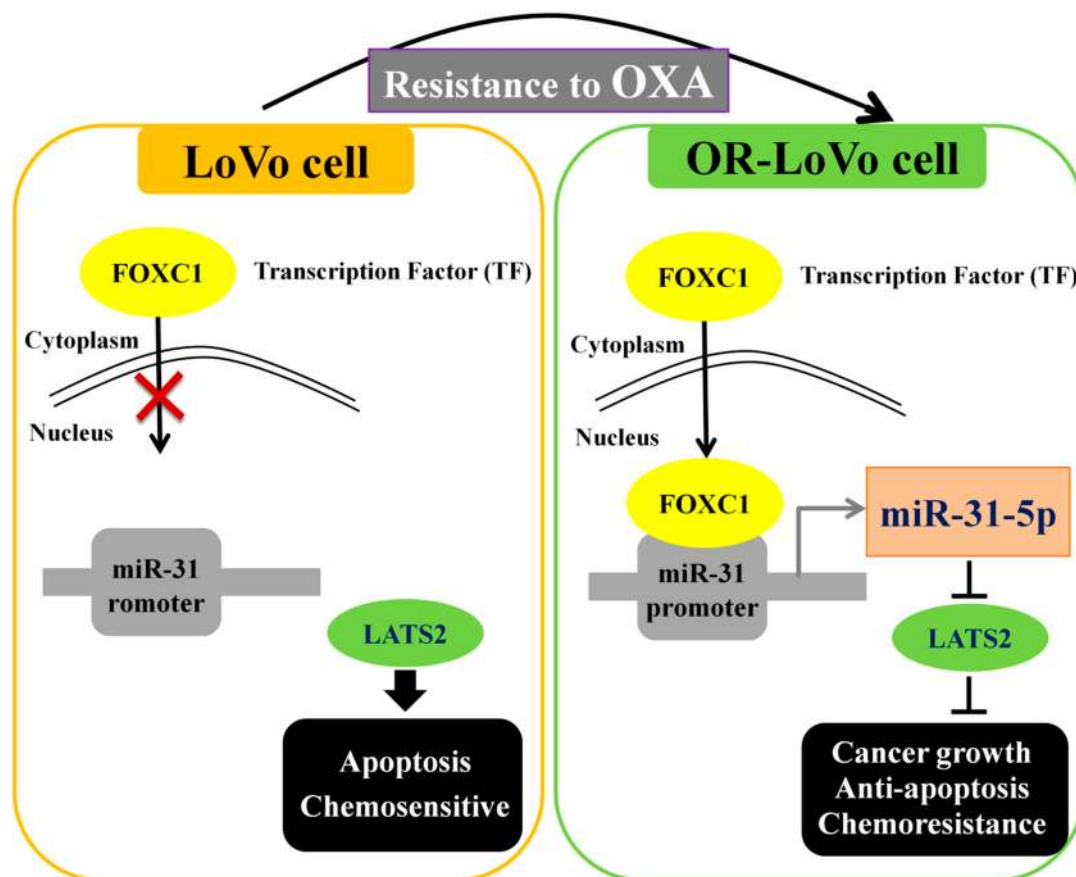 Resistance to OXA
LoVo cell
FOXC1
Transcription Factor (TF)
Cytoplasm
Nucleus
miR-31
romoter
LATS2
Apoptosis
Chemosensitive
OR-LoVo cell
FOXC1
Transcription Factor (TF)
Cytoplasm
Nucleus
FOXC1
miR-31
promoter
miR-31-5p
LATS2
Cancer growth
Anti-apoptosis
Chemoresistance